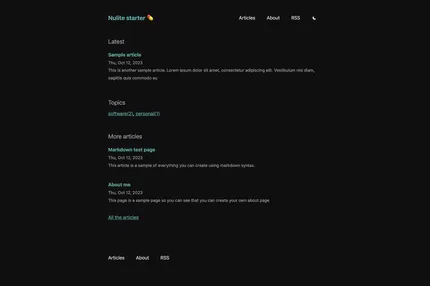 Nulite starter
Articles About RSS
Latest
Sample article
Thu, Oct 12, 2023
This is another sample article. Lorem ipsum dolor sit amet, consectetur adipiscing elit. Vestibulum nisl diam,
sagittis quis commodo eu.
Topics
software(2), personal(1)
More articles
Markdown test page
Thu, Oct 12, 2023
This article is a sample of everything you can create using markdown syntax.
About me
Thu, Oct 12, 2023
This page is a sample page so you can see that you can create your own about page
All the articles
Articles About RSS